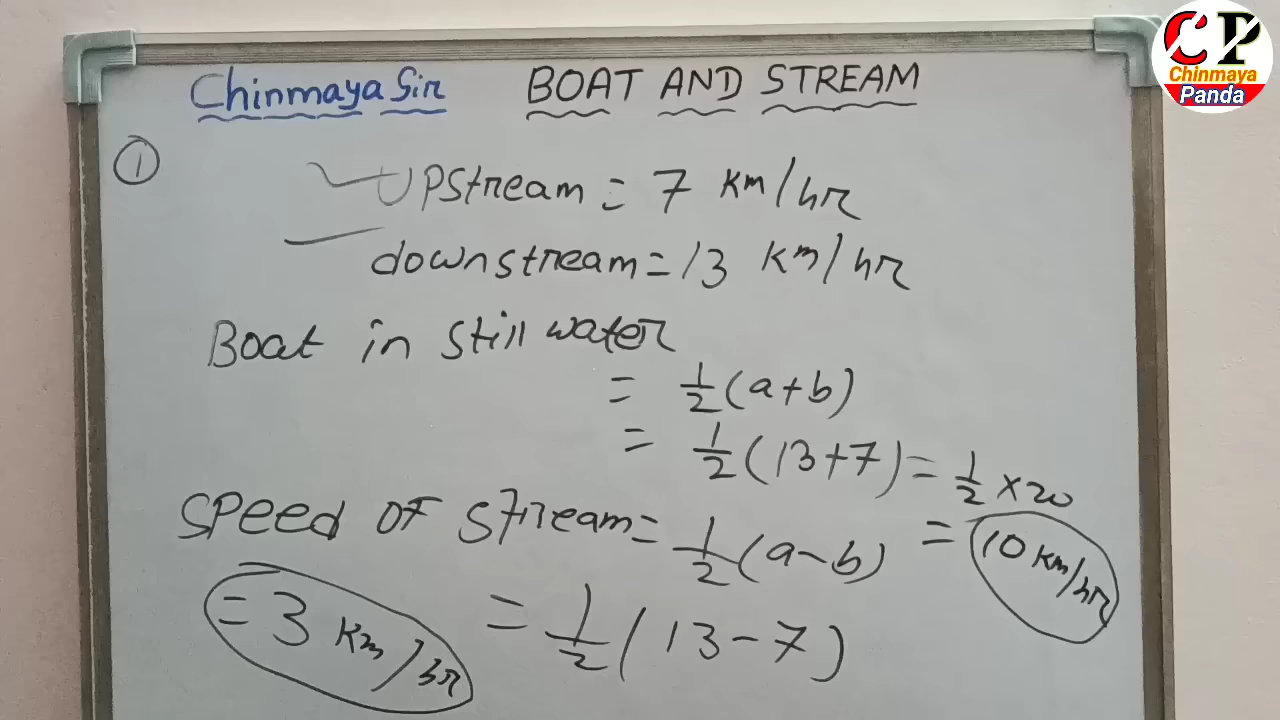 CP
Chinmaya
Panda
Chinmaya Sir BOAT AND STREAM
1
Upstream = 7 km/hr
downstream = 13 km/hr
Boat in still water
= 1/2 (a+b)
= 1/2 (13+7) = 1/2 × 20
= 10 km/hr
Speed of stream = 1/2 (a-b)
= 1/2 (13-7)
= 3 km/hr